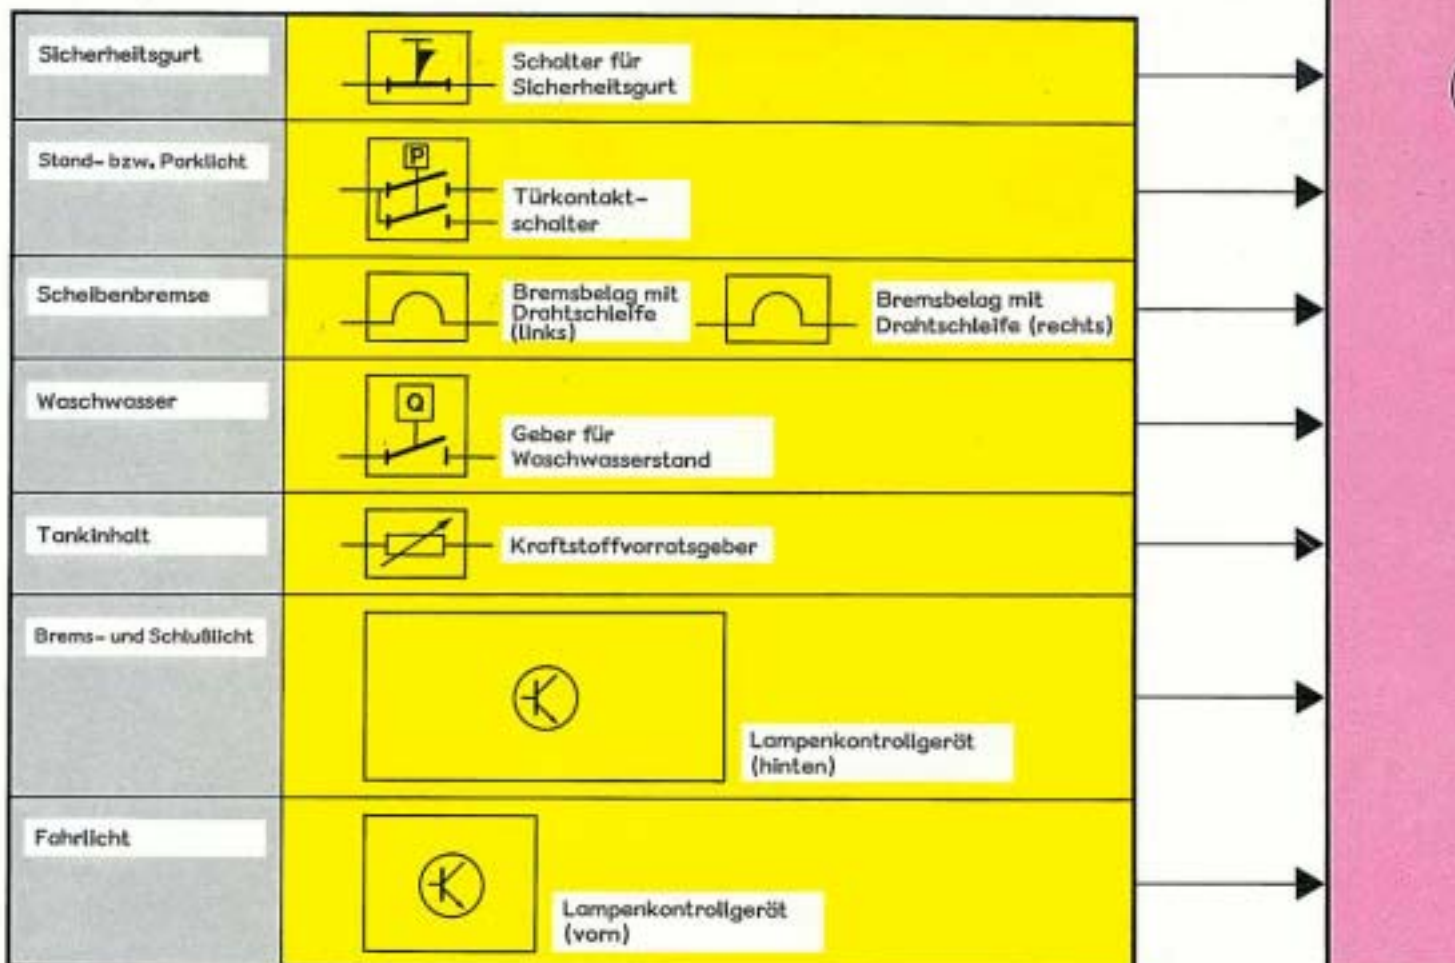 Sicherheitsgurt
Schalter für
Sicherheitsgurt
Stand- bzw. Parklicht
P
Türkontakt-
schalter
Scheibenbremse
Bremsbelag mit
Drahtschleife
(links)
Bremsbelag mit
Drahtschleife (rechts)
Waschwasser
Q
Geber für
Waschwasserstand
Tankinhalt
Kraftstoffvorratsgeber
Brems- und Schlußlicht
Lampenkontrollgerät
(hinten)
Fahrlicht
Lampenkontrollgerät
(vorn)